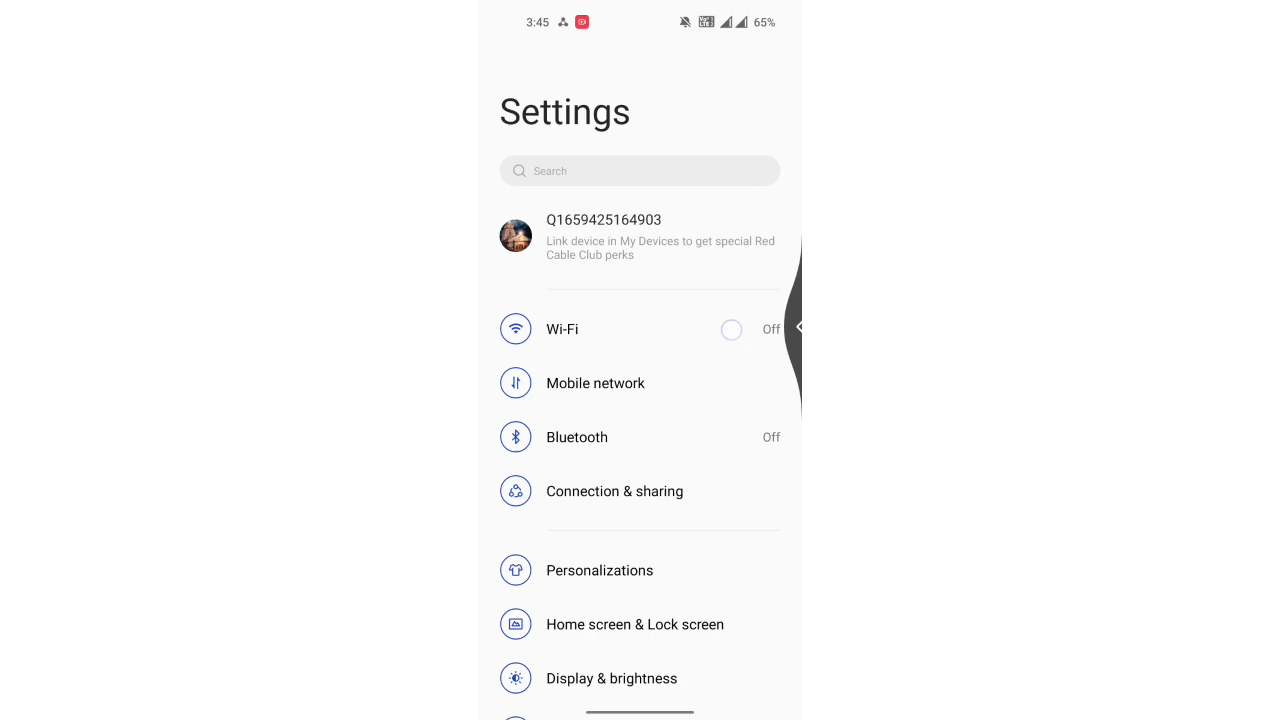 3:45 65%
Settings
Search
Q1659425164903
Link device in My Devices to get special Red
Cable Club perks
Wi-Fi Off
Mobile network
Bluetooth Off
Connection & sharing
Personalizations
Home screen & Lock screen
Display & brightness